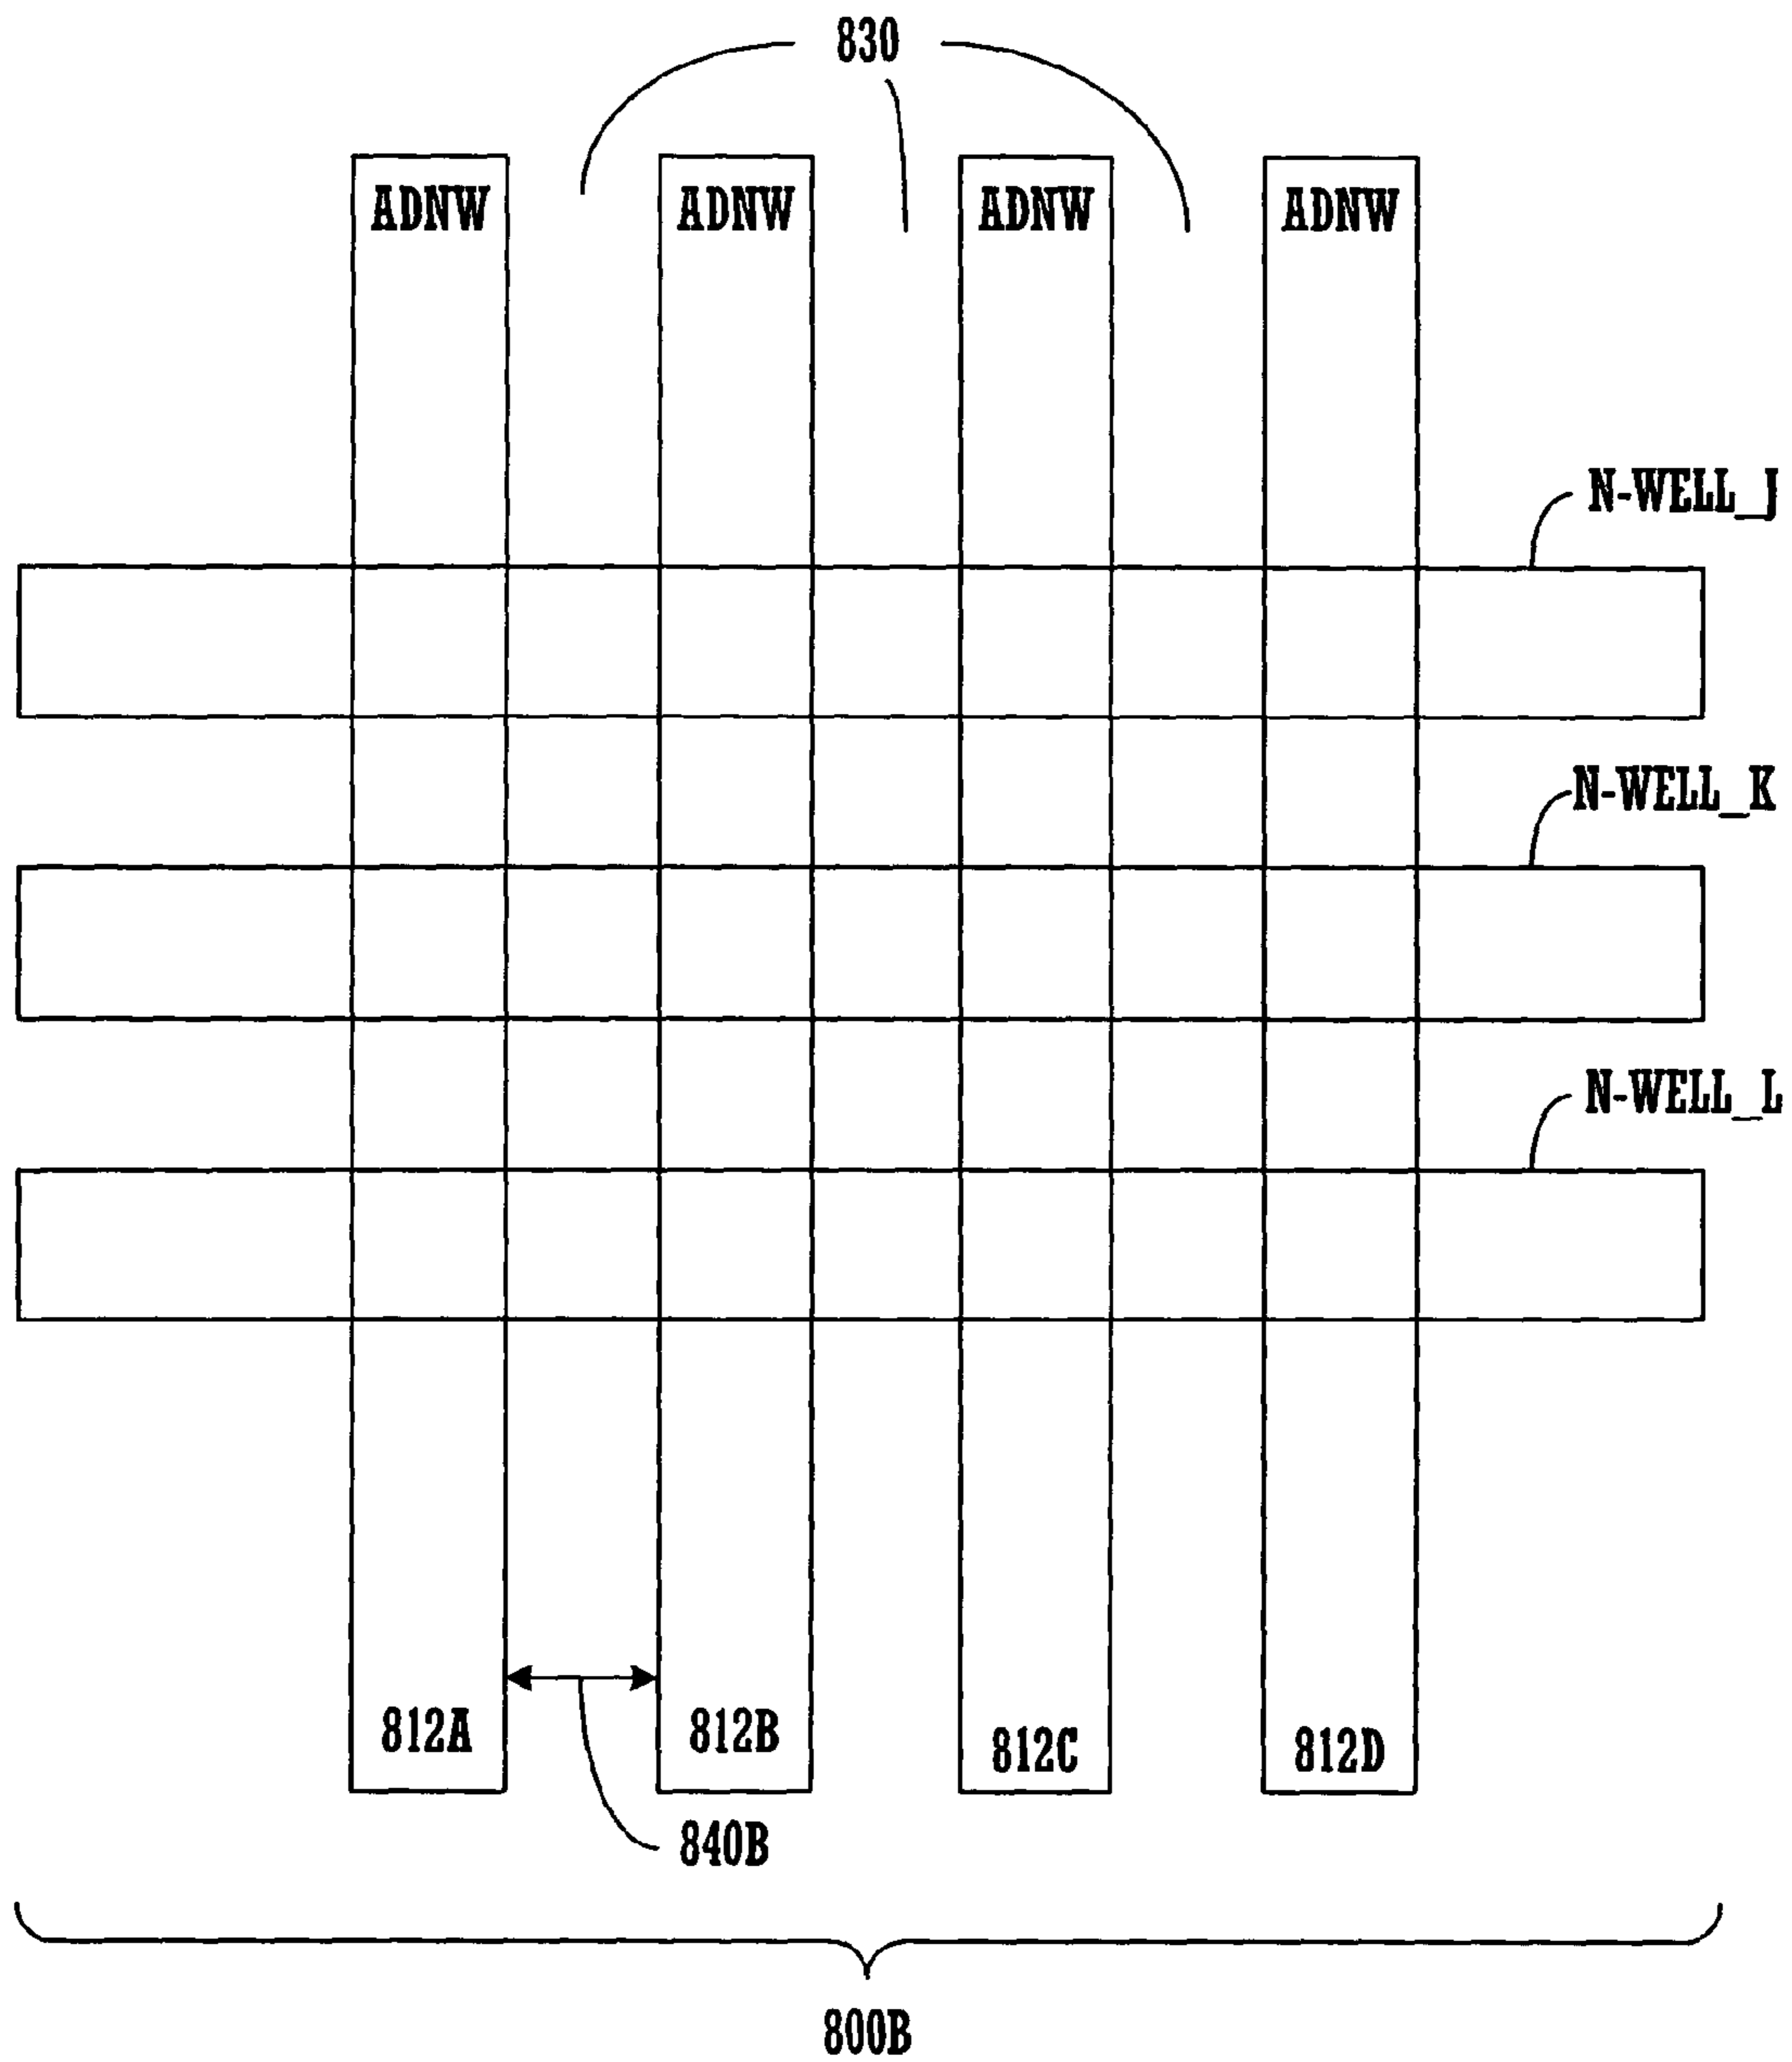 830
ADNW ADNW ADNW ADNW
N-WELL_J
N-WELL_K
N-WELL_L
812A 812B 812C 812D
840B
800B